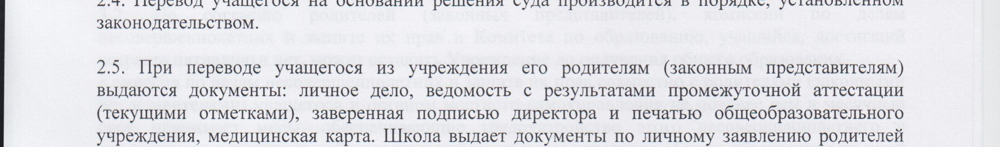 2.4. Перевод учащегося на основании решения суда производится в порядке, установленном
законодательством.
2.5. При переводе учащегося из учреждения его родителям (законным представителям)
выдаются документы: личное дело, ведомость с результатами промежуточной аттестации
(текущими отметками), заверенная подписью директора и печатью общеобразовательного
учреждения, медицинская карта. Школа выдает документы по личному заявлению родителей